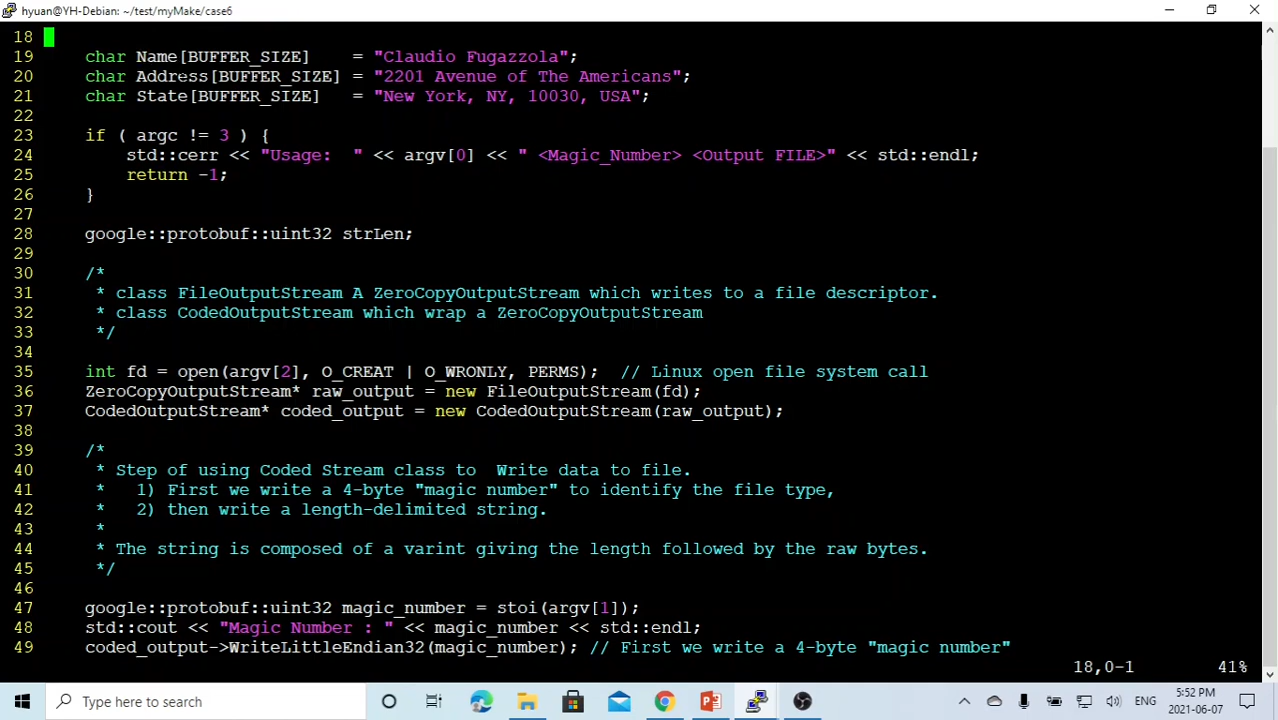 hyuan@YH-Debian: ~/test/myMake/case6
18
19     char Name[BUFFER_SIZE]    = "Claudio Fugazzola";
20     char Address[BUFFER_SIZE] = "2201 Avenue of The Americans";
21     char State[BUFFER_SIZE]   = "New York, NY, 10030, USA";
22
23     if ( argc != 3 ) {
24         std::cerr << "Usage:  " << argv[0] << " <Magic_Number> <Output FILE>" << std::endl;
25         return -1;
26     }
27
28     google::protobuf::uint32 strLen;
29
30     /*
31      * class FileOutputStream A ZeroCopyOutputStream which writes to a file descriptor.
32      * class CodedOutputStream which wrap a ZeroCopyOutputStream
33      */
34
35     int fd = open(argv[2], O_CREAT | O_WRONLY, PERMS);  // Linux open file system call
36     ZeroCopyOutputStream* raw_output = new FileOutputStream(fd);
37     CodedOutputStream* coded_output = new CodedOutputStream(raw_output);
38
39     /*
40      * Step of using Coded Stream class to  Write data to file.
41      *   1) First we write a 4-byte "magic number" to identify the file type,
42      *   2) then write a length-delimited string.
43      *
44      * The string is composed of a varint giving the length followed by the raw bytes.
45      */
46
47     google::protobuf::uint32 magic_number = stoi(argv[1]);
48     std::cout << "Magic Number : " << magic_number << std::endl;
49     coded_output->WriteLittleEndian32(magic_number); // First we write a 4-byte "magic number"
18,0-1          41%
Type here to search
ENG
5:52 PM
2021-06-07